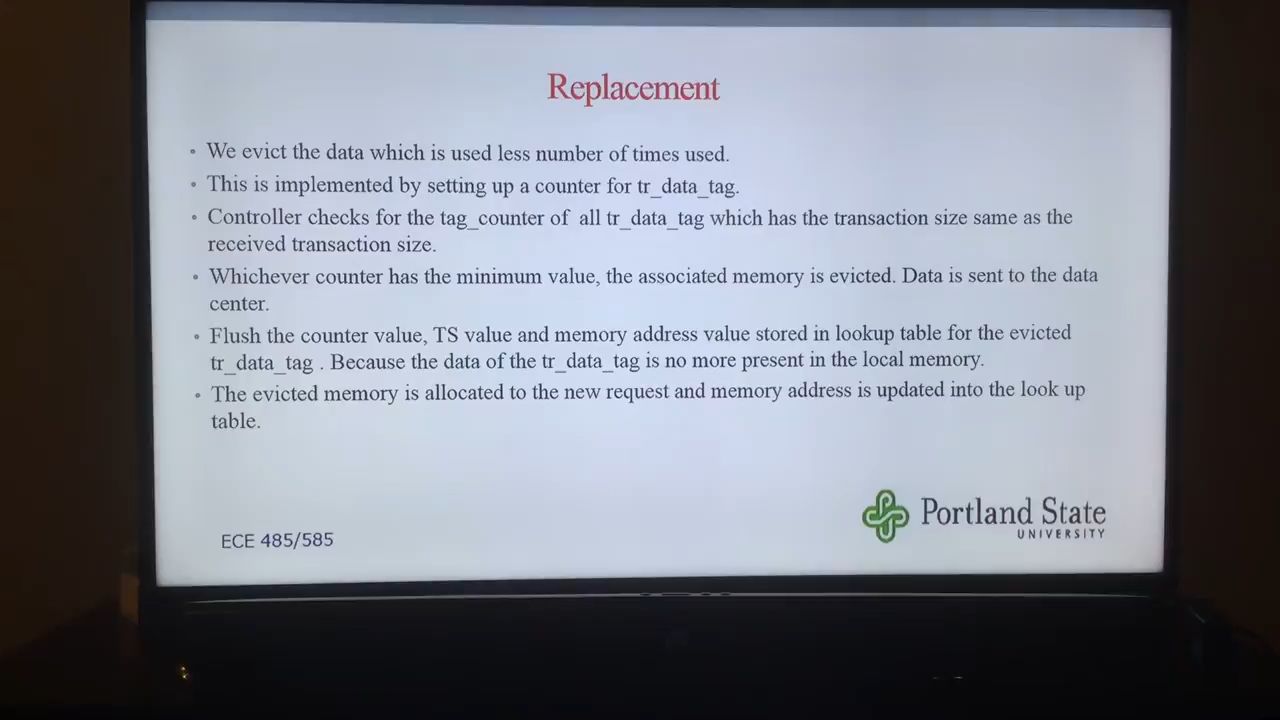 Replacement
• We evict the data which is used less number of times used.
• This is implemented by setting up a counter for tr_data_tag.
• Controller checks for the tag_counter of all tr_data_tag which has the transaction size same as the
received transaction size.
• Whichever counter has the minimum value, the associated memory is evicted. Data is sent to the data
center.
• Flush the counter value, TS value and memory address value stored in lookup table for the evicted
tr_data_tag . Because the data of the tr_data_tag is no more present in the local memory.
• The evicted memory is allocated to the new request and memory address is updated into the look up
table.
Portland State
UNIVERSITY
ECE 485/585